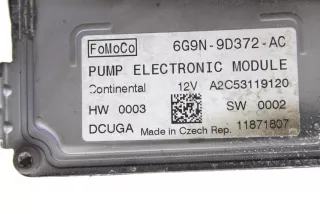 FoMoCo 6G9N-9D372-AC
PUMP ELECTRONIC MODULE
Continental 12V A2C53119120
HW 0003 SW 0002
DCUGA Made in Czech Rep. 11871807